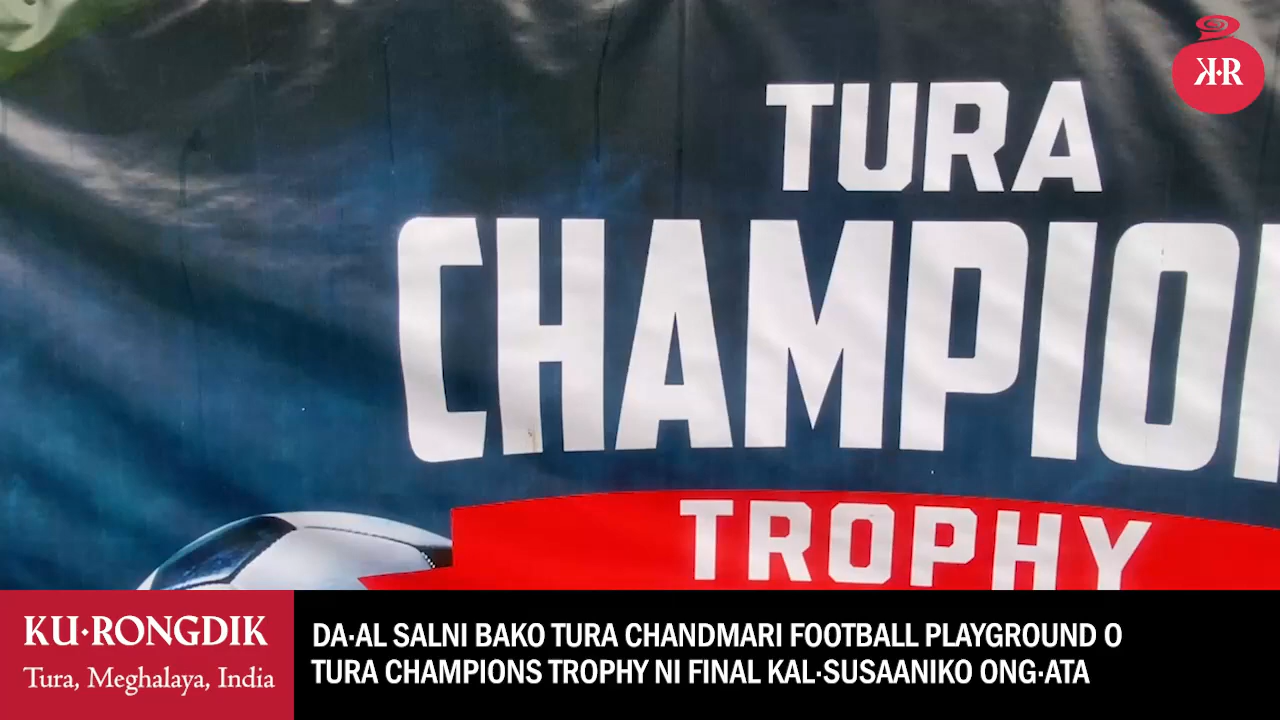 K·R
TURA
CHAMPIO
TROPHY
KU·RONGDIK
Tura, Meghalaya, India
DA·AL SALNI BAKO TURA CHANDMARI FOOTBALL PLAYGROUND O
TURA CHAMPIONS TROPHY NI FINAL KAL·SUSAANIKO ONG·ATA